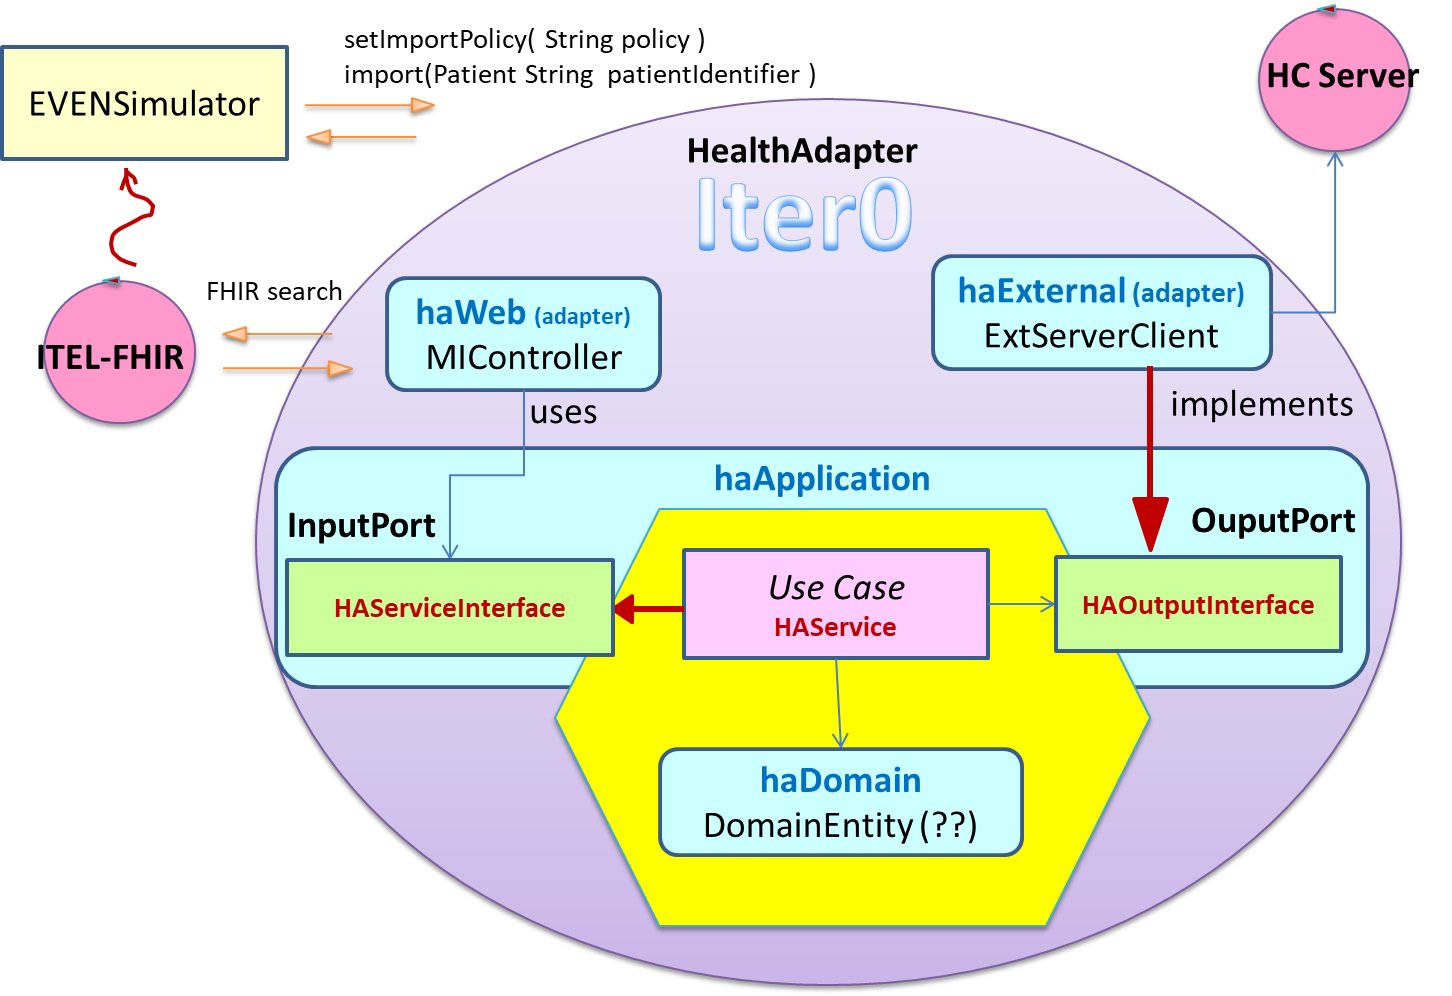 setImportPolicy( String policy )
import(Patient String patientIdentifier )
HC Server
EVENSimulator
HealthAdapter
Iter0
FHIR search
haWeb (adapter)
MIController
haExternal (adapter)
ExtServerClient
ITEL-FHIR
uses
implements
haApplication
InputPort
OuputPort
HAServiceInterface
Use Case
HAService
HAOutputInterface
haDomain
DomainEntity (??)